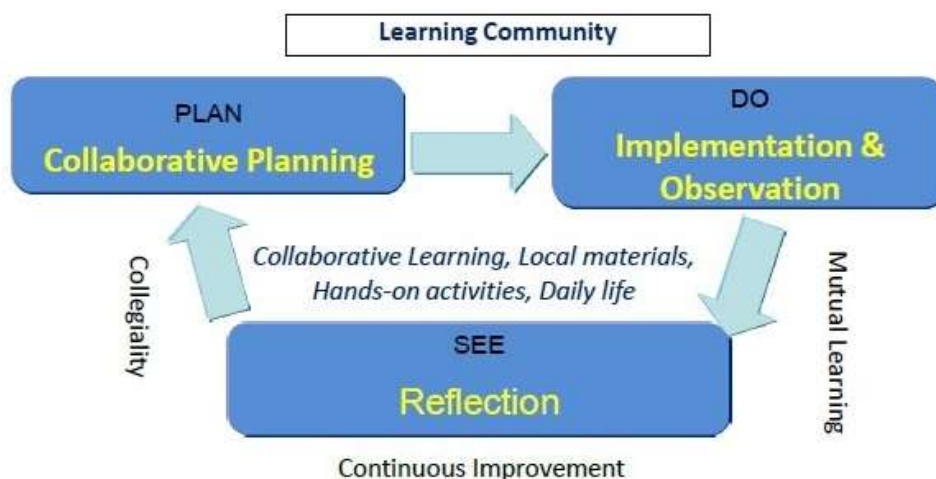 Learning Community
PLAN
Collaborative Planning
DO
Implementation &
Observation
Collegiality
Collaborative Learning, Local materials,
Hands-on activities, Daily life
Mutual Learning
SEE
Reflection
Continuous Improvement